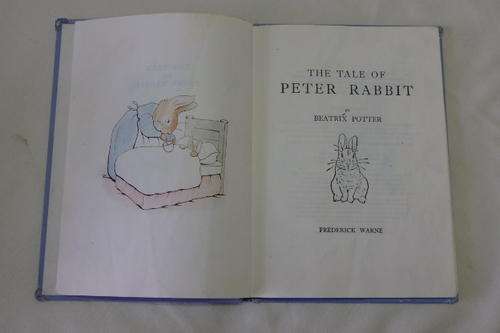 THE TALE OF
PETER RABBIT
BY
BEATRIX POTTER
FREDERICK WARNE